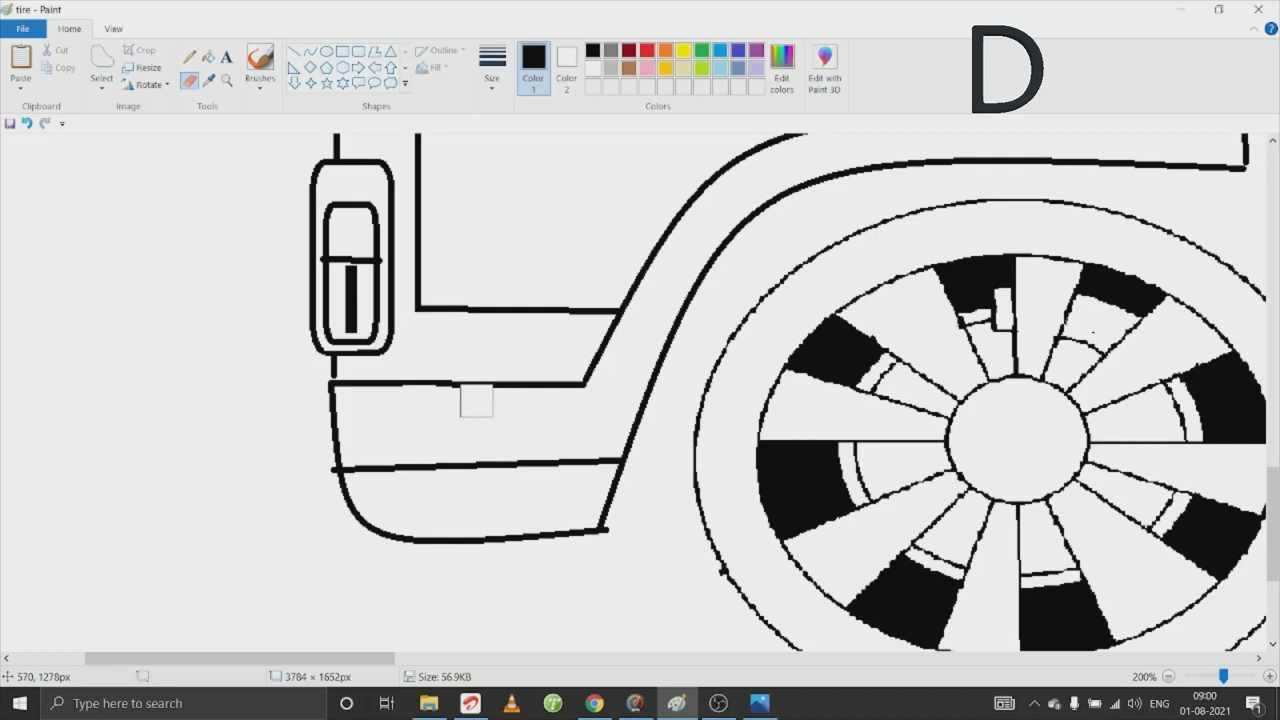 tire - Paint
D
File Home View
Paste
Cut
Copy
Clipboard
Select
Crop
Resize
Rotate
Image
A
Tools
Brushes
Outline
Fill
Shapes
Size
Color 1
Color 2
Edit colors
Colors
Edit with Paint 3D
570, 1278px
3784 × 1652px
Size: 56.9KB
200%
Type here to search
ENG
09:00
01-08-2021
1